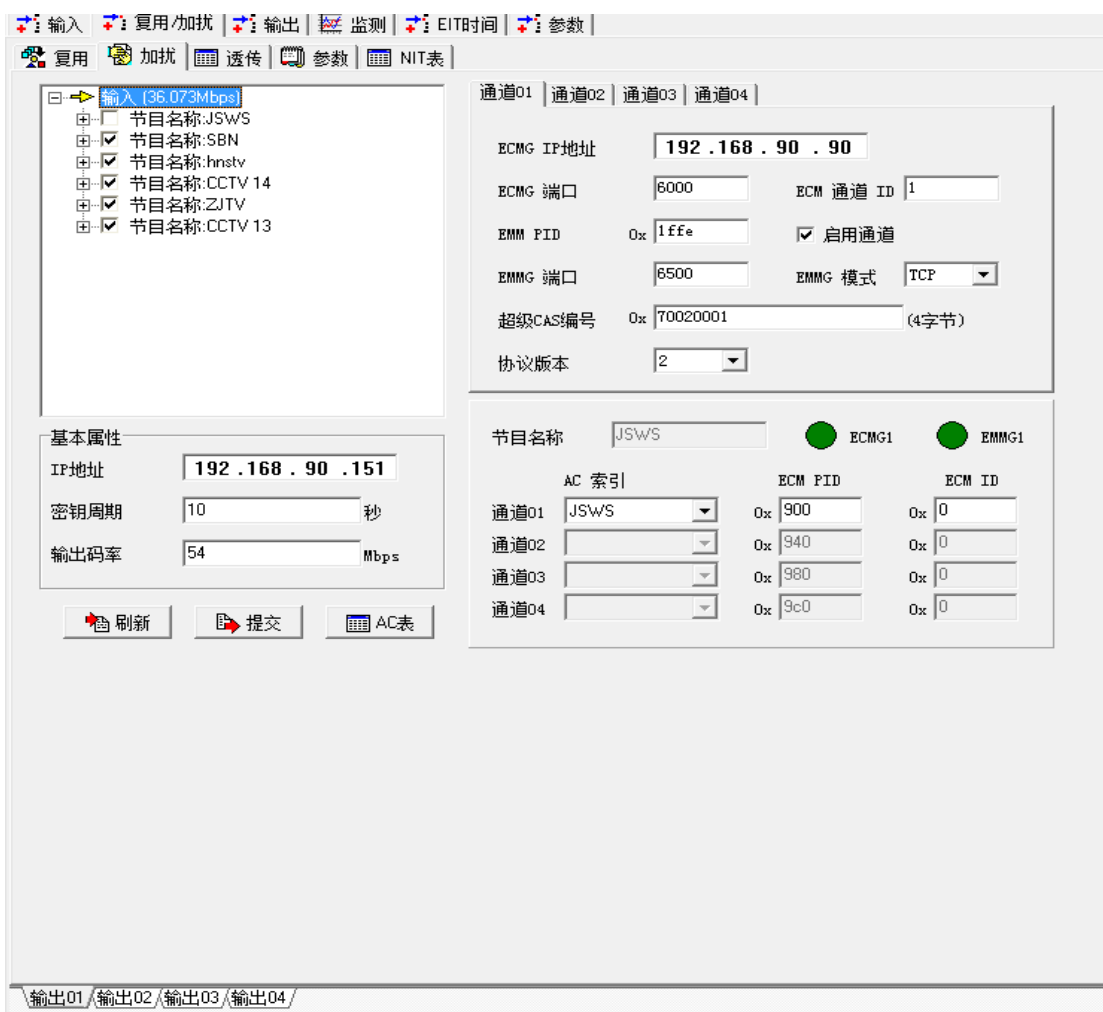 输入 复用/加扰 输出 监测 EIT时间 参数
复用 加扰 透传 参数 NIT表
输入 (36.073Mbps)
节目名称:JSWS
节目名称:SBN
节目名称:hnstv
节目名称:CCTV 14
节目名称:ZJTV
节目名称:CCTV 13
基本属性
IP地址 192 .168 . 90 .151
密钥周期 10 秒
输出码率 54 Mbps
刷新 提交 AC表
通道01 通道02 通道03 通道04
ECMG IP地址 192 .168 . 90 . 90
ECMG 端口 6000 ECM 通道 ID 1
EMM PID 0x 1ffe 启用通道
EMMG 端口 6500 EMMG 模式 TCP
超级CAS编号 0x 70020001 (4字节)
协议版本 2
节目名称 JSWS ECMG1 EMMG1
AC 索引 ECM PID ECM ID
通道01 JSWS 0x 900 0x 0
通道02 0x 940 0x 0
通道03 0x 980 0x 0
通道04 0x 9c0 0x 0
输出01 输出02 输出03 输出04